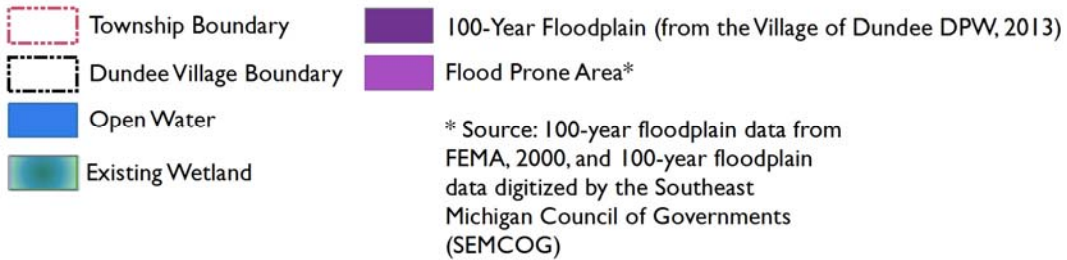 Township Boundary
Dundee Village Boundary
Open Water
Existing Wetland
100-Year Floodplain (from the Village of Dundee DPW, 2013)
Flood Prone Area*
* Source: 100-year floodplain data from
FEMA, 2000, and 100-year floodplain
data digitized by the Southeast
Michigan Council of Governments
(SEMCOG)